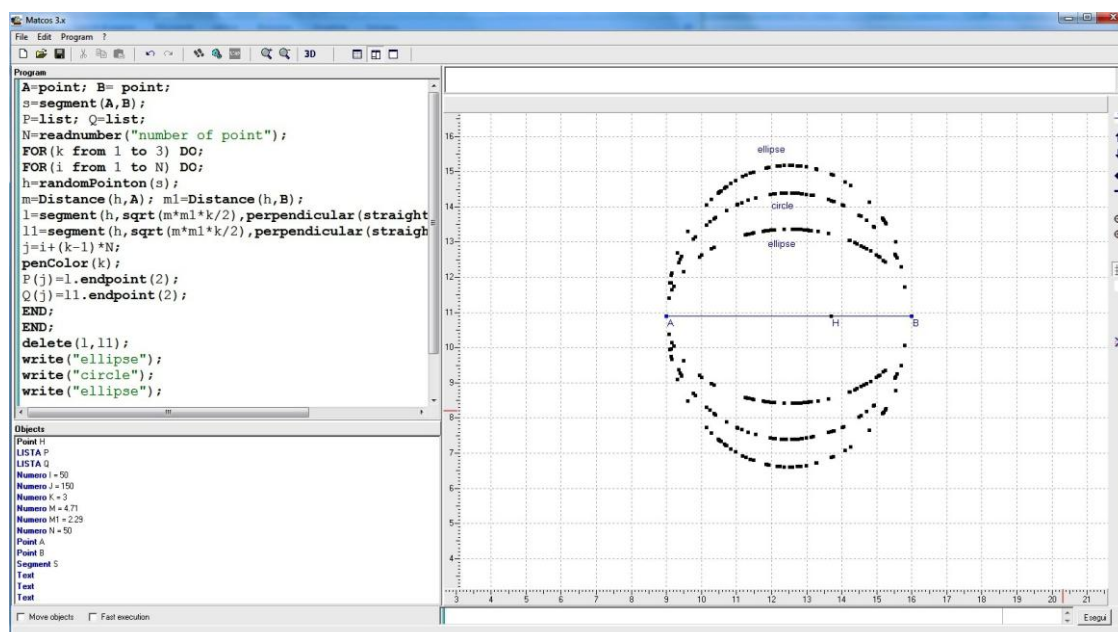 Matcos 3.x
File Edit Program ?
3D
Program
A=point; B= point;
s=segment(A,B);
P=list; Q=list;
N=readnumber("number of point");
FOR(k from 1 to 3) DO;
FOR(i from 1 to N) DO;
h=randomPointon(s);
m=Distance(h,A); m1=Distance(h,B);
l=segment(h,sqrt(m*m1*k/2),perpendicular(straight
l1=segment(h,sqrt(m*m1*k/2),perpendicular(straigh
j=i+(k-1)*N;
penColor(k);
P(j)=l.endpoint(2);
Q(j)=l1.endpoint(2);
END;
END;
delete(l,l1);
write("ellipse");
write("circle");
write("ellipse");
Objects
Point H
LISTA P
LISTA Q
Numero I = 50
Numero J = 150
Numero K = 3
Numero M = 4.71
Numero M1 = 2.29
Numero N = 50
Point A
Point B
Segment S
Text
Text
Text
Move objects Fast execution
16
15
14
13
12
11
10
9
8
7
6
5
4
ellipse
circle
ellipse
A H B
3 4 5 6 7 8 9 10 11 12 13 14 15 16 17 18 19 20 21
Esegui